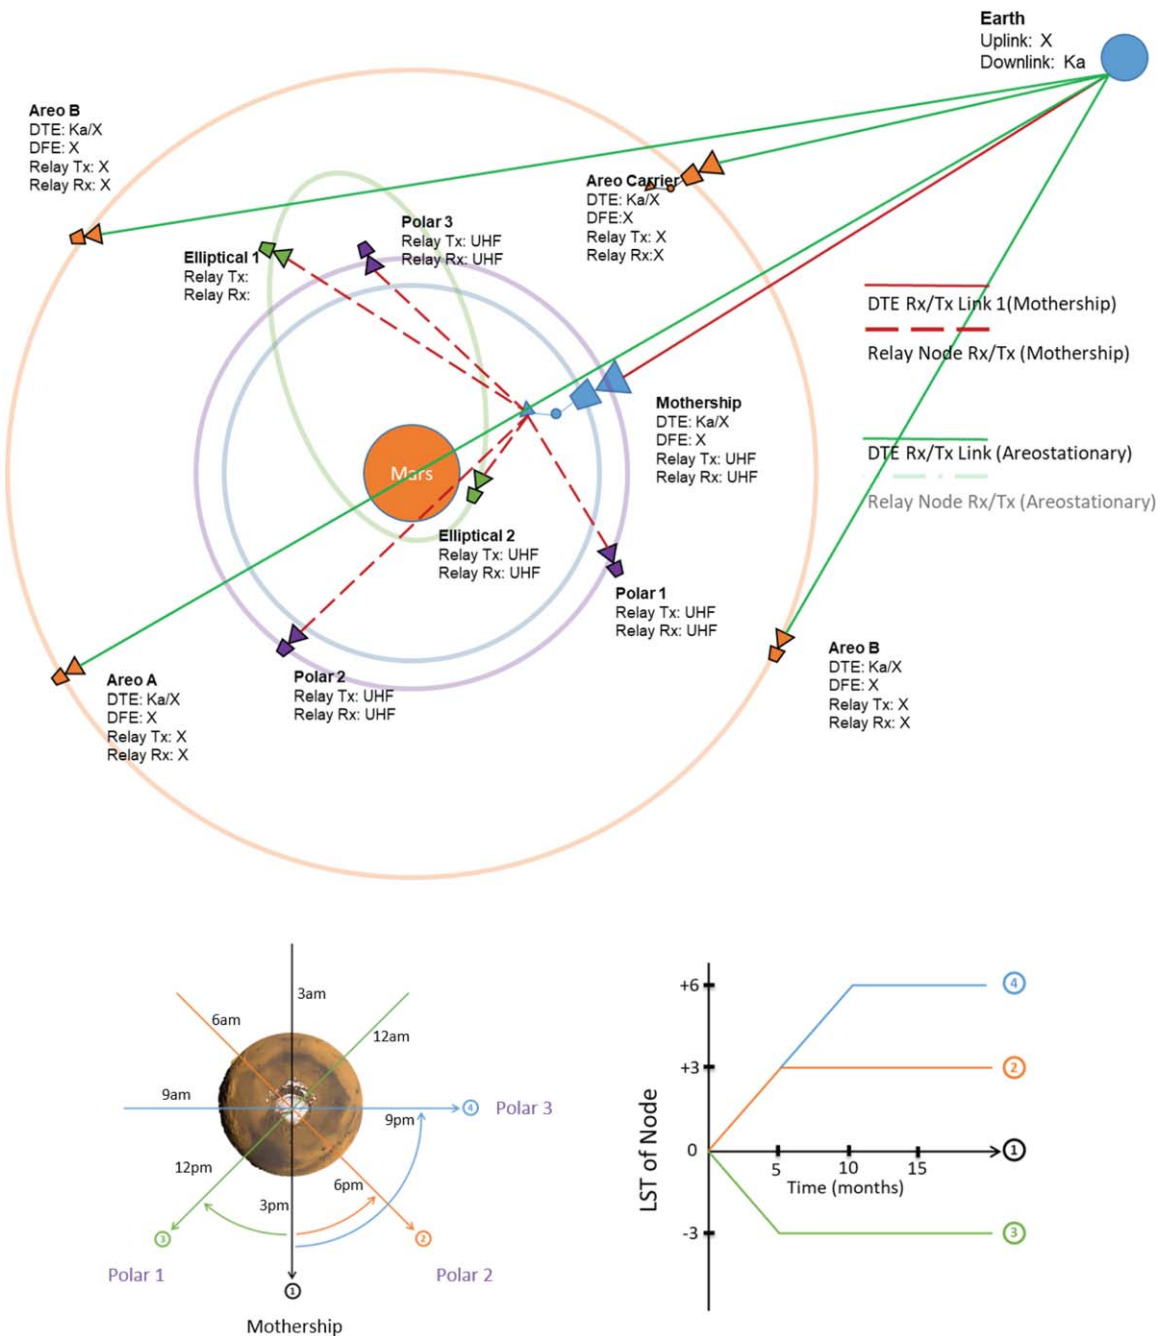 Earth
Uplink: X
Downlink: Ka
Areo B
DTE: Ka/X
DFE: X
Relay Tx: X
Relay Rx: X
Areo Carrier
DTE: Ka/X
DFE:X
Relay Tx: X
Relay Rx:X
Polar 3
Relay Tx: UHF
Relay Rx: UHF
Elliptical 1
Relay Tx:
Relay Rx:
DTE Rx/Tx Link 1(Mothership)
Relay Node Rx/Tx (Mothership)
Mothership
DTE: Ka/X
DFE: X
Relay Tx: UHF
Relay Rx: UHF
DTE Rx/Tx Link (Areostationary)
Relay Node Rx/Tx (Areostationary)
Mars
Elliptical 2
Relay Tx: UHF
Relay Rx: UHF
Polar 1
Relay Tx: UHF
Relay Rx: UHF
Areo B
DTE: Ka/X
DFE: X
Relay Tx: X
Relay Rx: X
Polar 2
Relay Tx: UHF
Relay Rx: UHF
Areo A
DTE: Ka/X
DFE: X
Relay Tx: X
Relay Rx: X
3am
6am
12am
9am
9pm
4
Polar 3
12pm
6pm
3pm
3
2
Polar 1
Polar 2
1
Mothership
LST of Node
+6
4
+3
2
0
1
5
10
15
Time (months)
-3
3